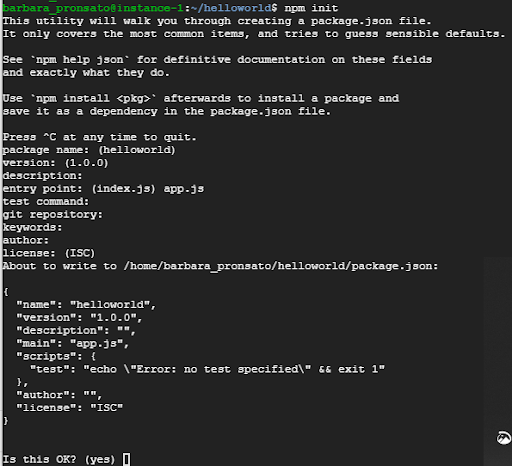 barbara_pronsato@instance-1:~/helloworld$ npm init
This utility will walk you through creating a package.json file.
It only covers the most common items, and tries to guess sensible defaults.

See `npm help json` for definitive documentation on these fields
and exactly what they do.

Use `npm install <pkg>` afterwards to install a package and
save it as a dependency in the package.json file.

Press ^C at any time to quit.
package name: (helloworld)
version: (1.0.0)
description:
entry point: (index.js) app.js
test command:
git repository:
keywords:
author:
license: (ISC)
About to write to /home/barbara_pronsato/helloworld/package.json:

{
  "name": "helloworld",
  "version": "1.0.0",
  "description": "",
  "main": "app.js",
  "scripts": {
    "test": "echo \"Error: no test specified\" && exit 1"
  },
  "author": "",
  "license": "ISC"
}


Is this OK? (yes)